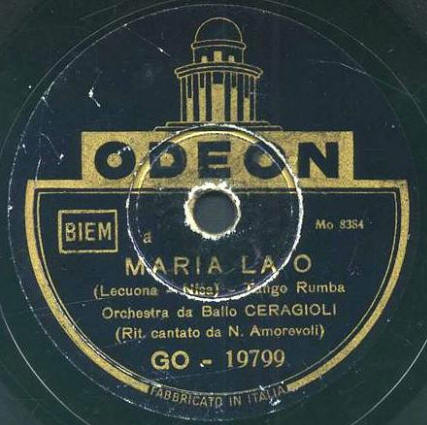 ODEON
BIEM
a
Mo 8384
MARIA LA O
(Lecuona - Nisa) - Tango Rumba
Orchestra da Ballo CERAGIOLI
(Rit. cantato da N. Amorevoli)
GO - 19799
FABBRICATO IN ITALIA